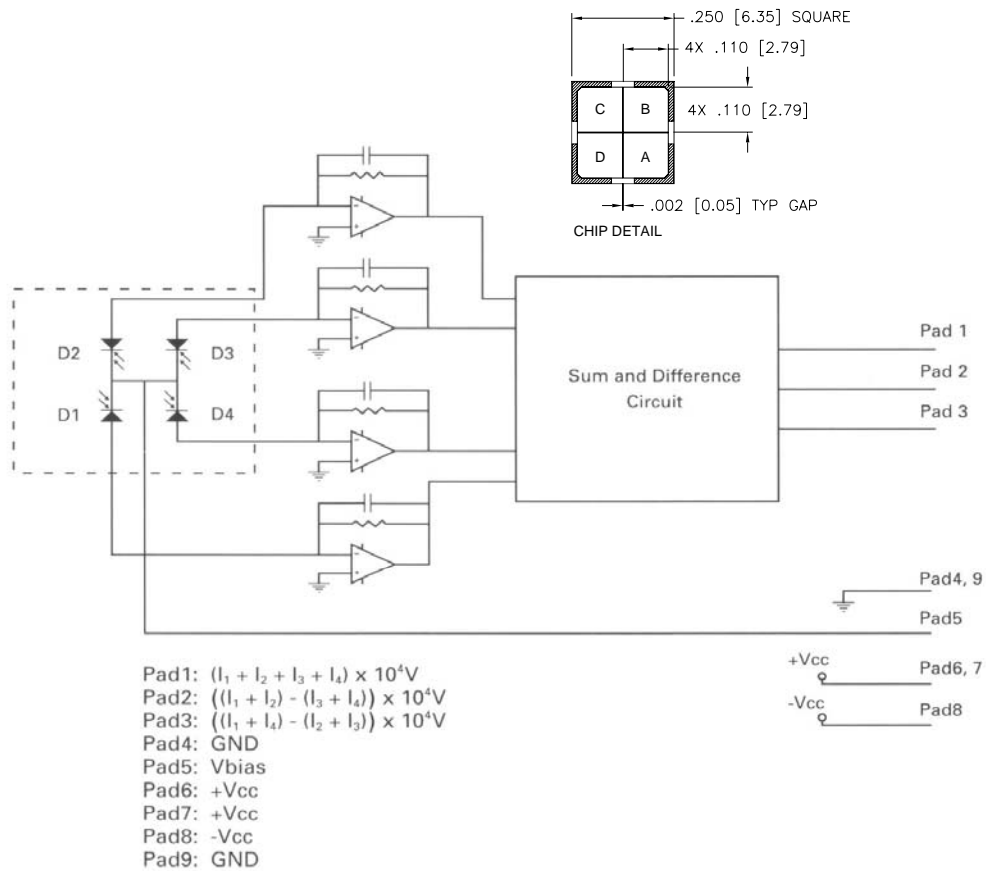 .250 [6.35] SQUARE
4X .110 [2.79]
C B
4X .110 [2.79]
D A
.002 [0.05] TYP GAP
CHIP DETAIL
−
+
−
+
Pad 1
D2 D3
Sum and Difference
Circuit
Pad 2
D1 D4
Pad 3
−
+
−
+
Pad4, 9
Pad5
+Vcc
Pad6, 7
-Vcc
Pad8
Pad1: (I₁ + I₂ + I₃ + I₄) x 10⁴V
Pad2: ((I₁ + I₂) - (I₃ + I₄)) x 10⁴V
Pad3: ((I₁ + I₄) - (I₂ + I₃)) x 10⁴V
Pad4: GND
Pad5: Vbias
Pad6: +Vcc
Pad7: +Vcc
Pad8: -Vcc
Pad9: GND